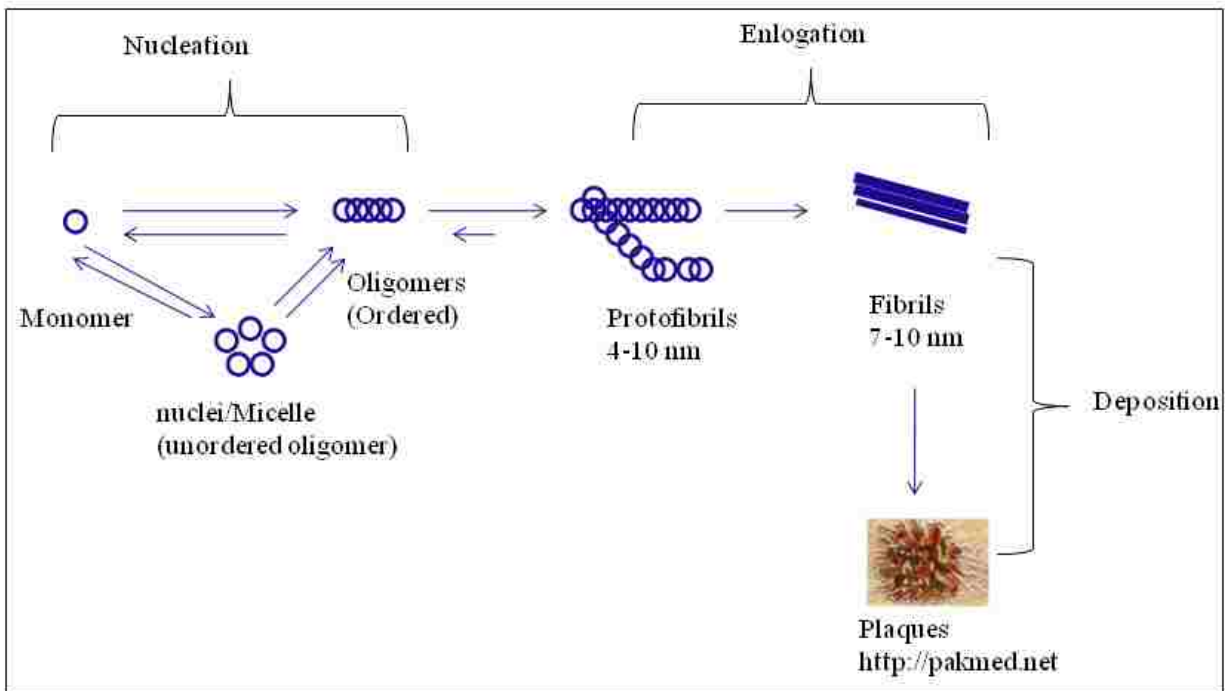 Nucleation
Enlogation
Monomer
Oligomers
(Ordered)
nuclei/Micelle
(unordered oligomer)
Protofibrils
4-10 nm
Fibrils
7-10 nm
Deposition
Plaques
http://pakmed.net